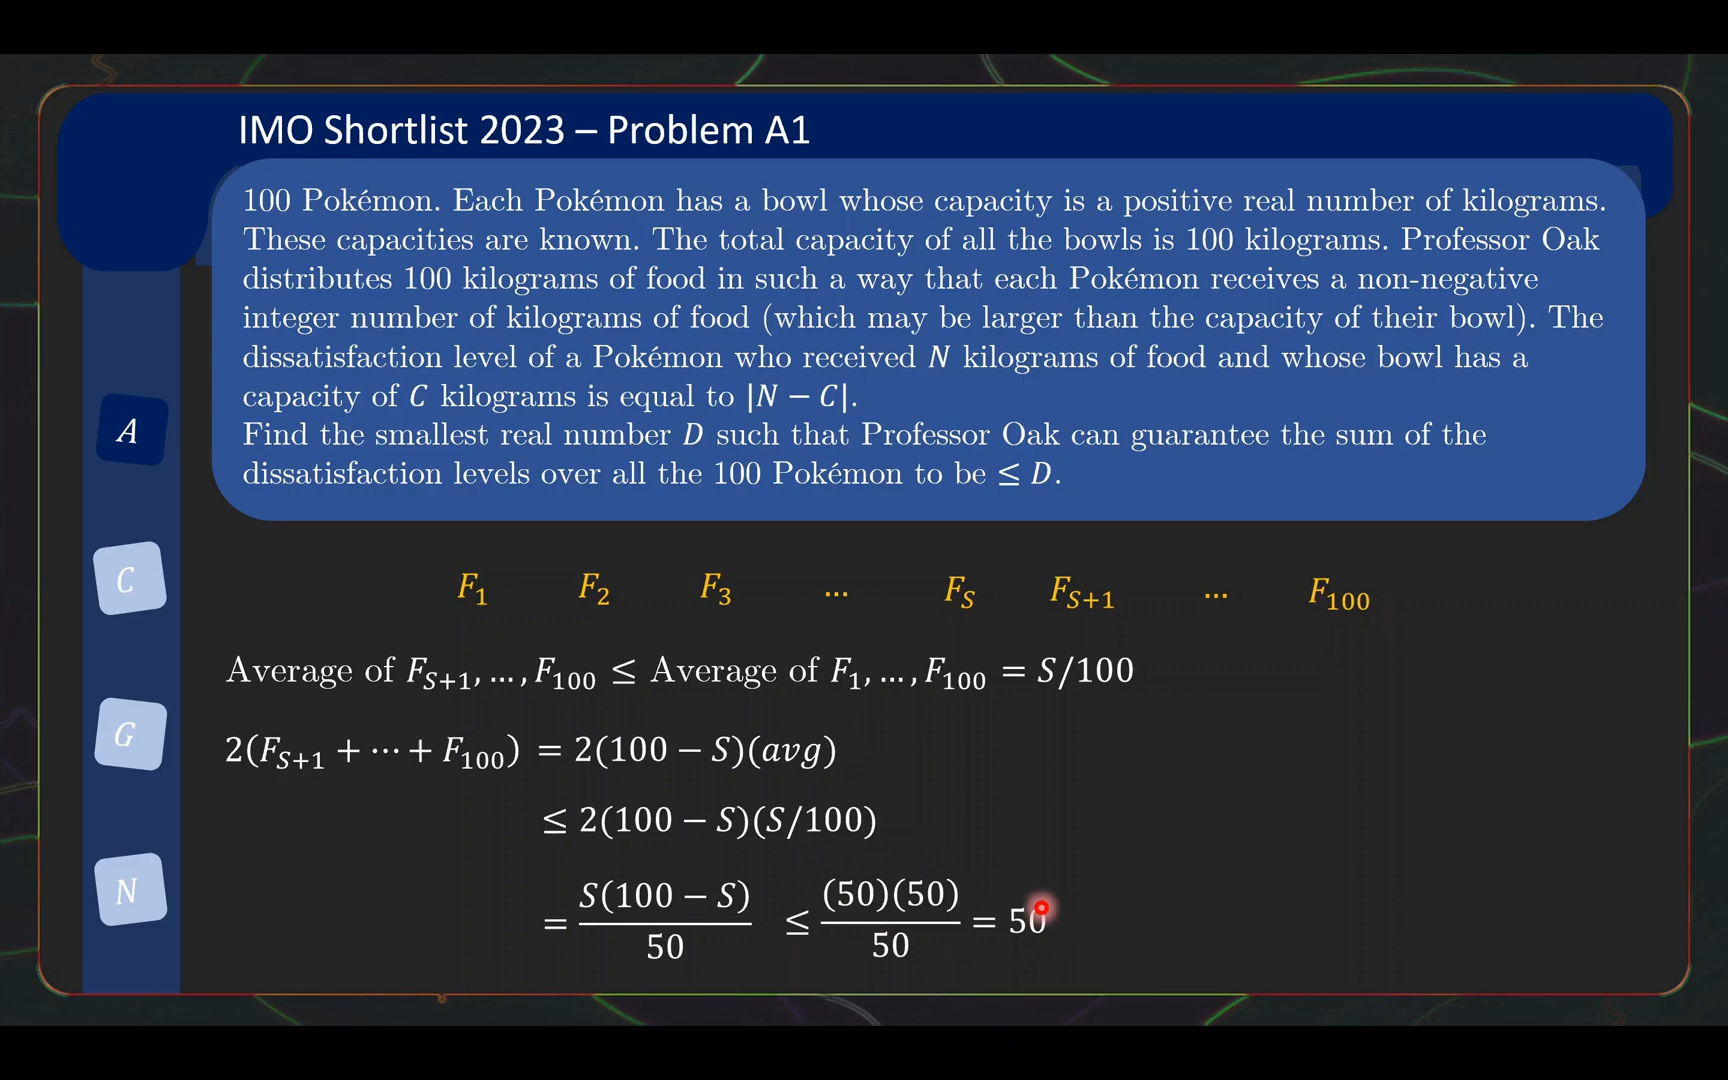 IMO Shortlist 2023 – Problem A1
100 Pokémon. Each Pokémon has a bowl whose capacity is a positive real number of kilograms.
These capacities are known. The total capacity of all the bowls is 100 kilograms. Professor Oak
distributes 100 kilograms of food in such a way that each Pokémon receives a non-negative
integer number of kilograms of food (which may be larger than the capacity of their bowl). The
dissatisfaction level of a Pokémon who received N kilograms of food and whose bowl has a
capacity of C kilograms is equal to |N − C|.
Find the smallest real number D such that Professor Oak can guarantee the sum of the
dissatisfaction levels over all the 100 Pokémon to be ≤ D.
A
C
G
N
F₁ F₂ F₃ ... F_S F_{S+1} ... F₁₀₀
Average of F_{S+1}, ..., F₁₀₀ ≤ Average of F₁, ..., F₁₀₀ = S/100
2(F_{S+1} + ⋯ + F₁₀₀) = 2(100 − S)(avg)
≤ 2(100 − S)(S/100)
= S(100 − S)/50 ≤ (50)(50)/50 = 50